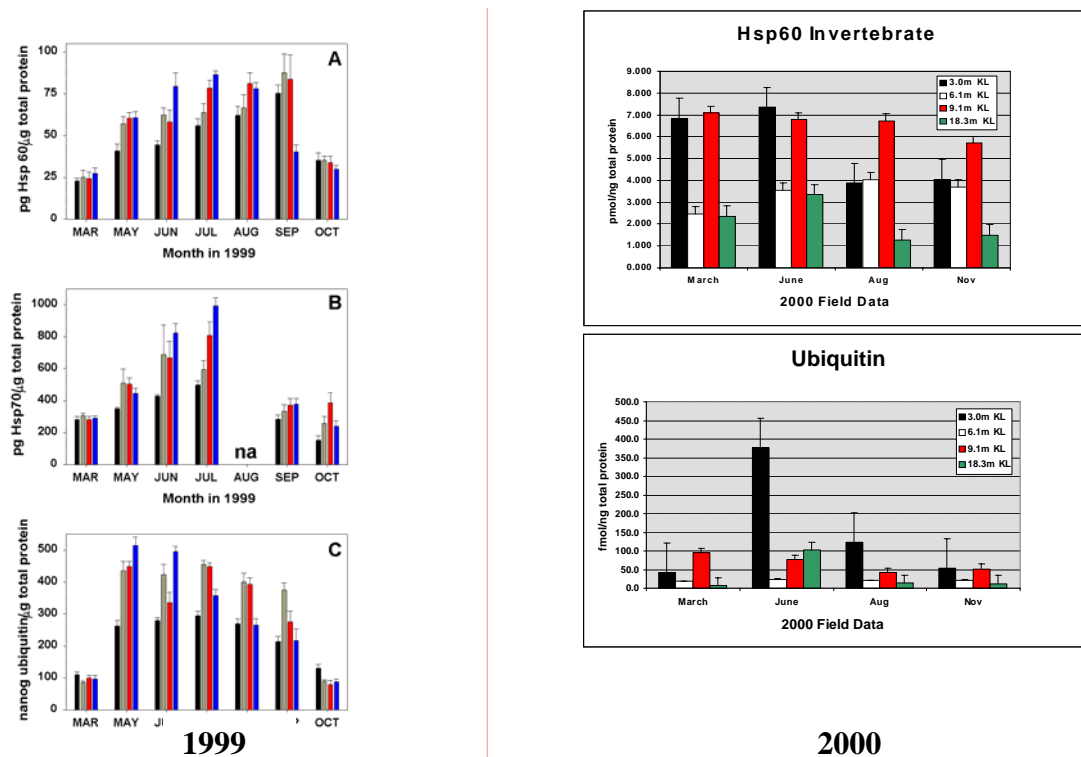 A
100
75
50
25
0
pg Hsp 60/µg total protein
MAR MAY JUN JUL AUG SEP OCT
Month in 1999
B
1000
800
600
400
200
0
pg Hsp70/µg total protein
na
MAR MAY JUN JUL AUG SEP OCT
Month in 1999
C
500
400
300
200
100
0
nanog ubiquitin/µg total protein
MAR MAY OCT
1999
Hsp60 Invertebrate
9.000
8.000
7.000
6.000
5.000
4.000
3.000
2.000
1.000
0.000
pmol/ng total protein
3.0m KL
6.1m KL
9.1m KL
18.3m KL
March June Aug Nov
2000 Field Data
Ubiquitin
500.0
450.0
400.0
350.0
300.0
250.0
200.0
150.0
100.0
50.0
0.0
fmol/ng total protein
3.0m KL
6.1m KL
9.1m KL
18.3m KL
March June Aug Nov
2000 Field Data
2000